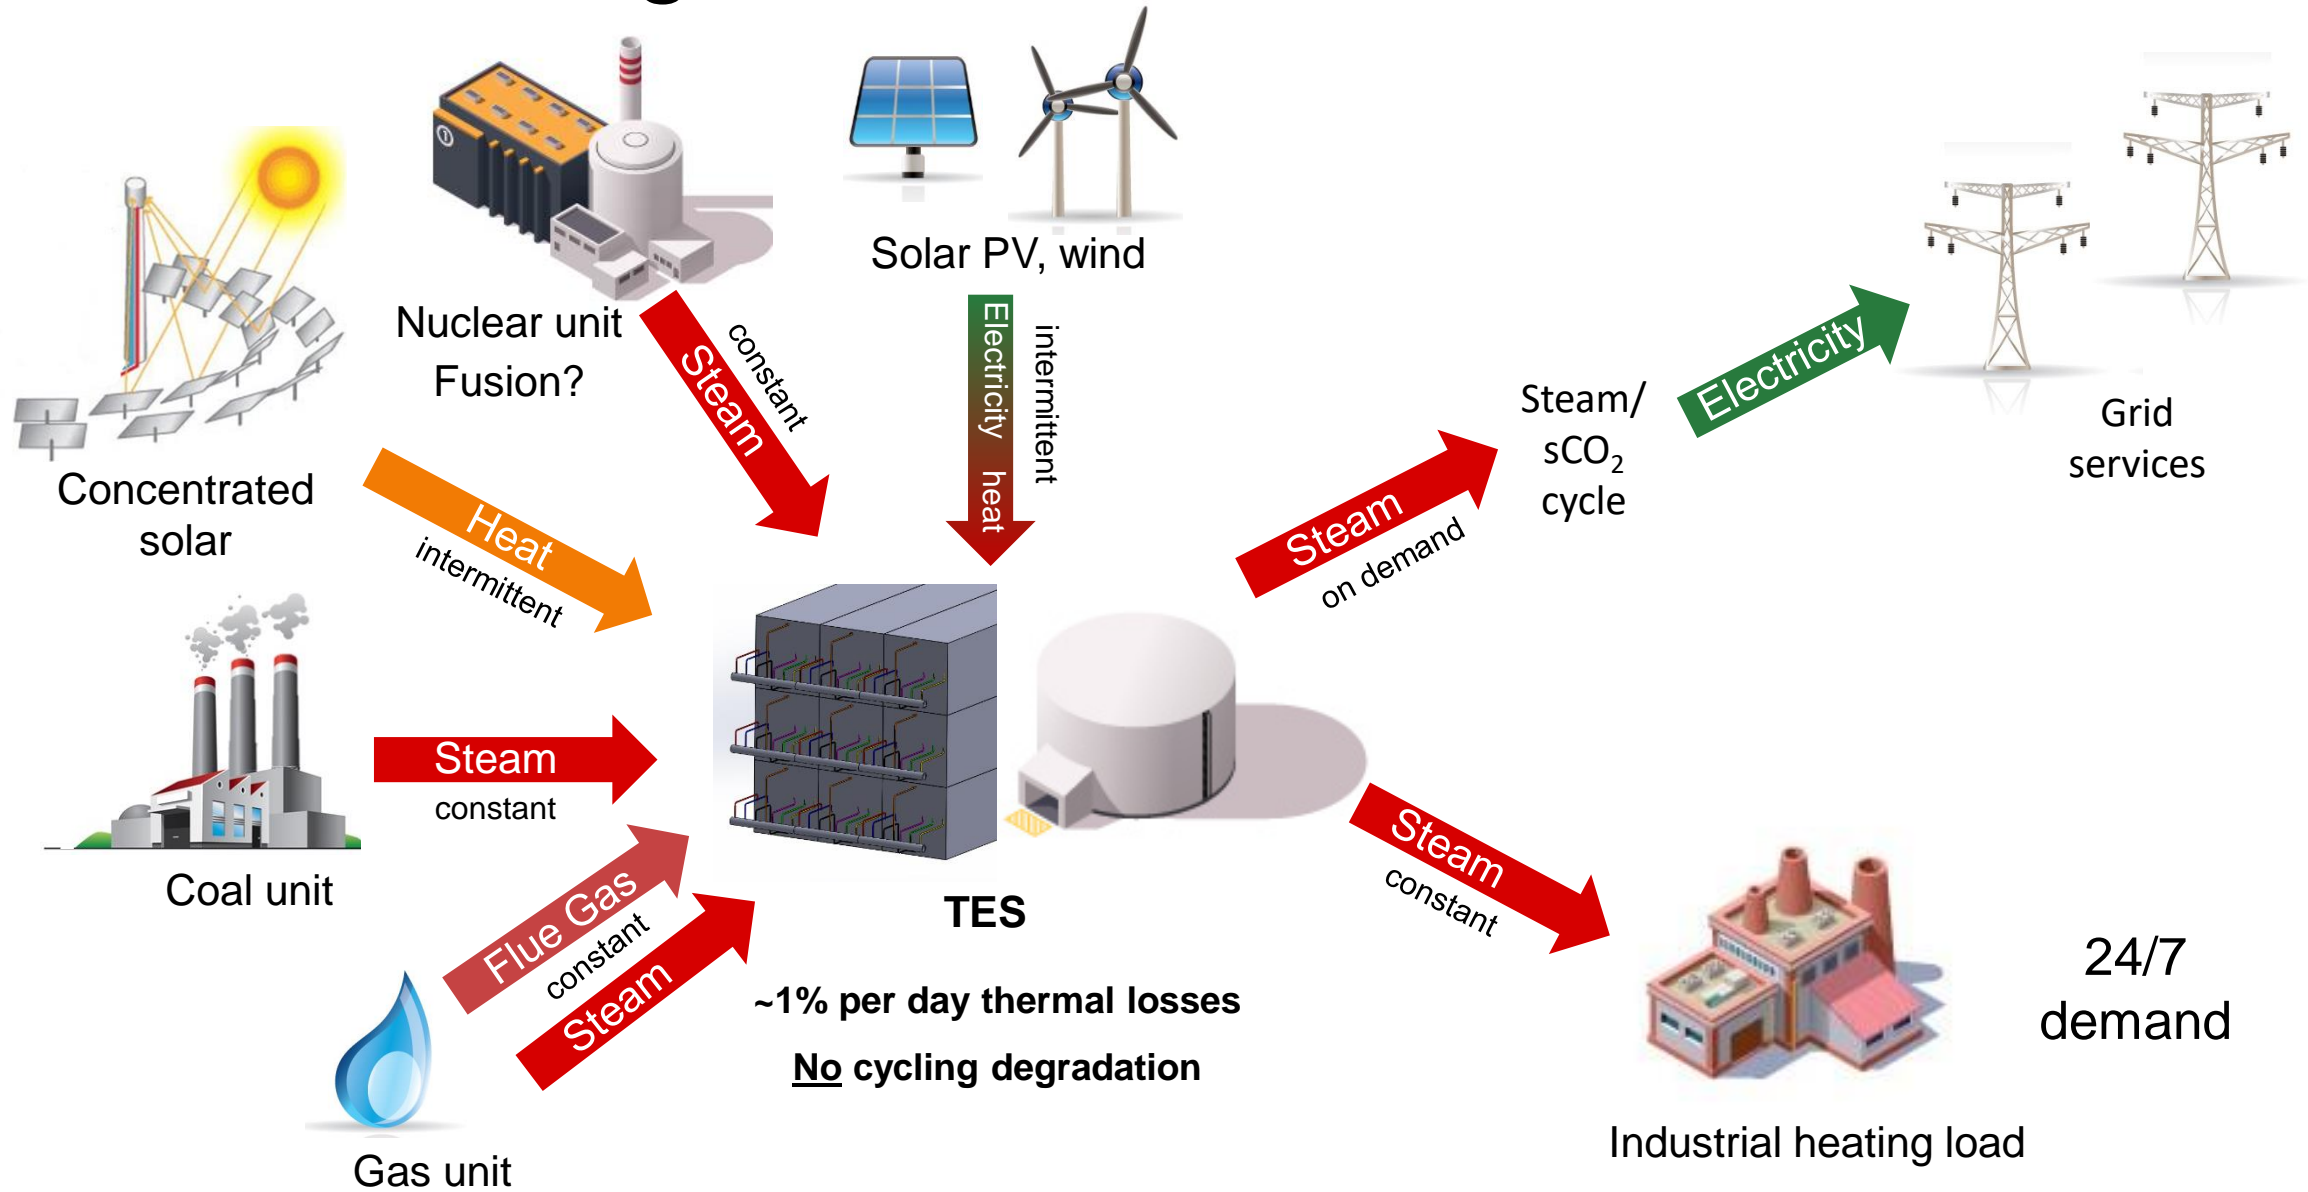 Solar PV, wind
Nuclear unit
Fusion?
Steam
constant
Electricity heat
intermittent
Concentrated
solar
Heat
intermittent
Steam
constant
Coal unit
Flue Gas
constant
Steam
Gas unit
TES
~1% per day thermal losses
No cycling degradation
Steam
on demand
Steam/
sCO₂
cycle
Electricity
Grid
services
Steam
constant
24/7
demand
Industrial heating load